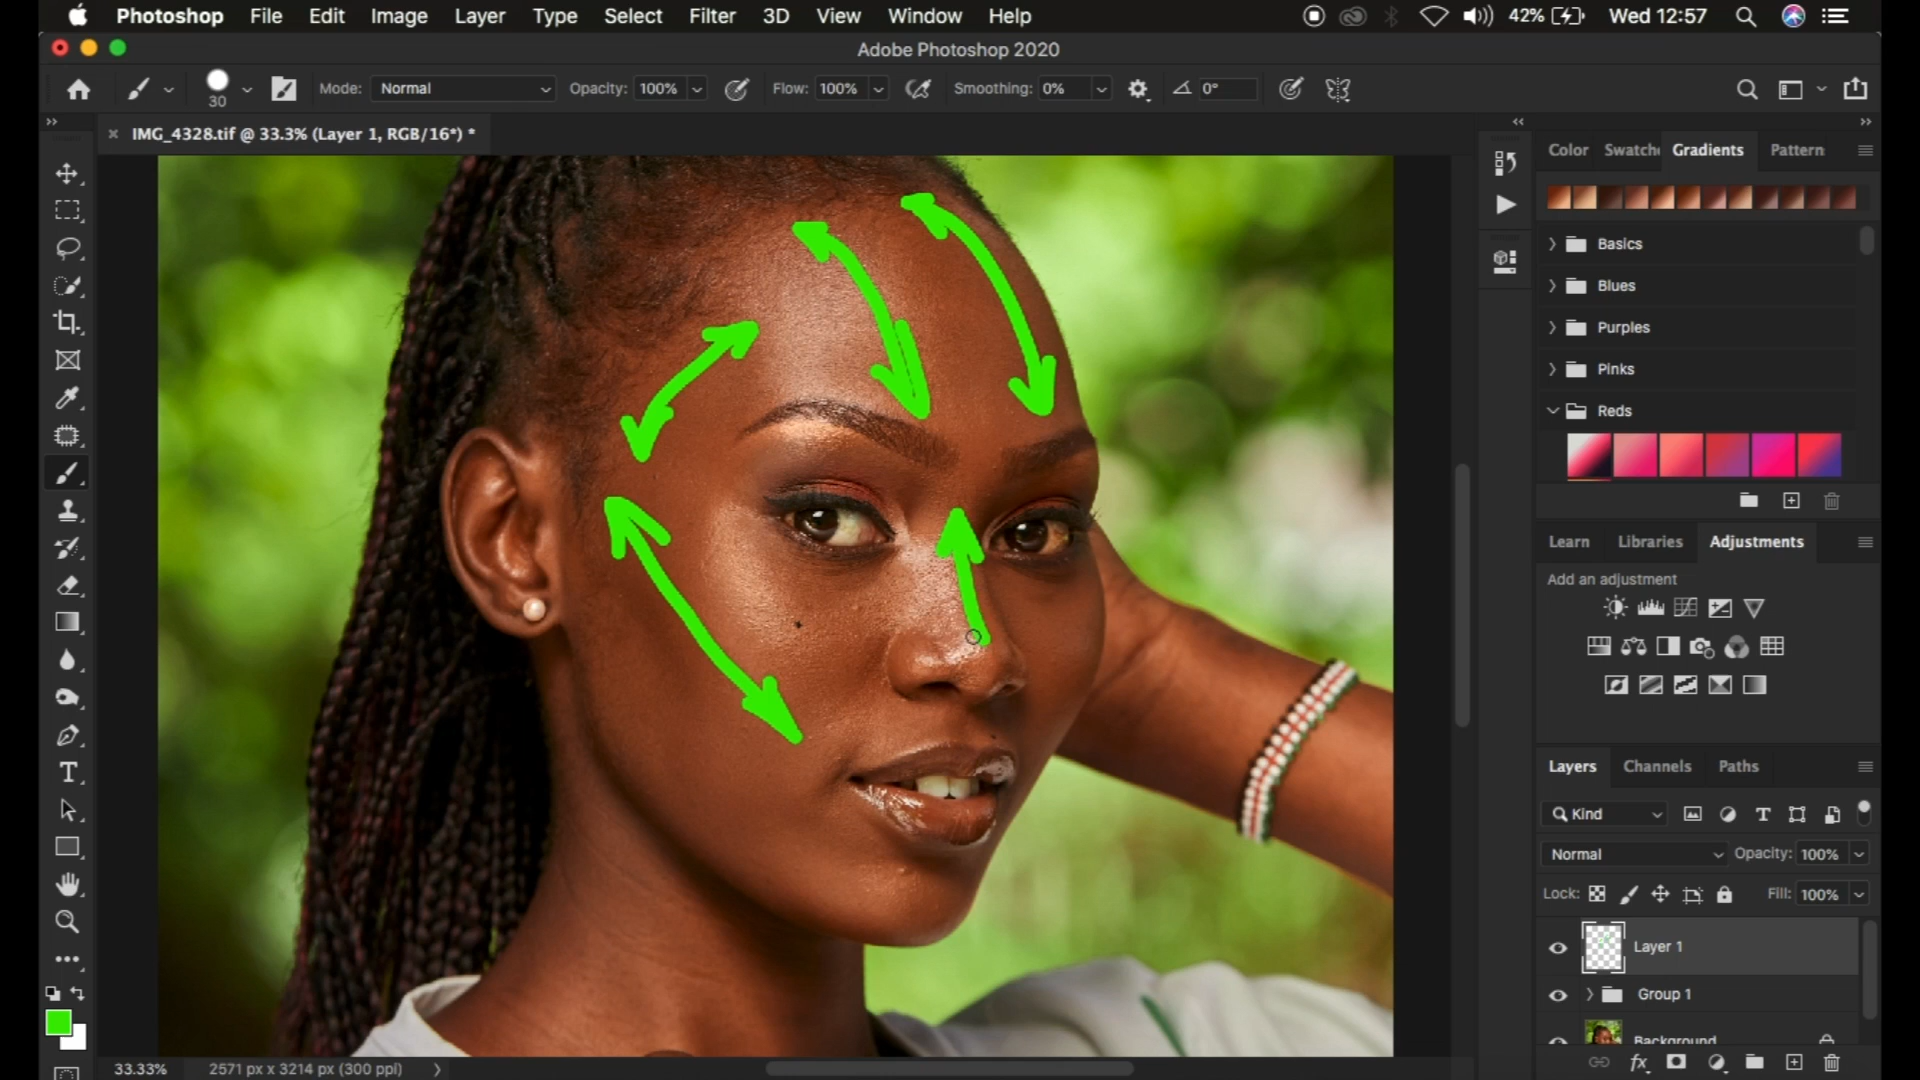 Photoshop File Edit Image Layer Type Select Filter 3D View Window Help 42% Wed 12:57
Adobe Photoshop 2020
30 Mode: Normal Opacity: 100% Flow: 100% Smoothing: 0% 0°
IMG_4328.tif @ 33.3% (Layer 1, RGB/16*) *
Color Swatche Gradients Pattern
Basics
Blues
Purples
Pinks
Reds
Learn Libraries Adjustments
Add an adjustment
Layers Channels Paths
Kind
Normal Opacity: 100%
Lock: Fill: 100%
Layer 1
Group 1
Background
33.33% 2571 px x 3214 px (300 ppi)